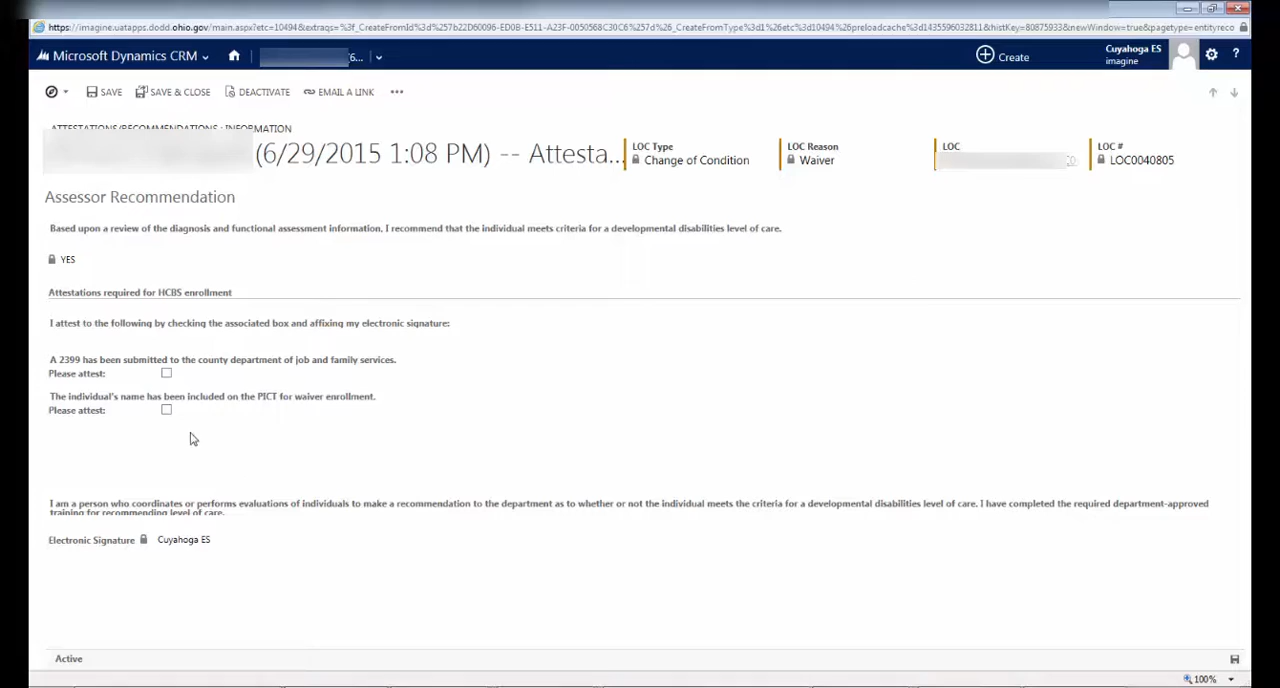 https://imagine.uatapps.dodd.ohio.gov/main.aspx?etc=10494&extraqs=%3f_CreateFromId%3d%257b22D60096-ED0B-E511-A23F-0050568C30C6%257d%26_CreateFromType%3d1%26etc%3d10494%26preloadcache%3d1435596032811&histKey=80875933&newWindow=true&pagetype=entityreco
Microsoft Dynamics CRM
(6...
Create
Cuyahoga ES
imagine
?
SAVE SAVE & CLOSE DEACTIVATE EMAIL A LINK ...
ATTESTATIONS/RECOMMENDATIONS : INFORMATION
(6/29/2015 1:08 PM) -- Attesta...
LOC Type
Change of Condition
LOC Reason
Waiver
LOC
LOC #
LOC0040805
Assessor Recommendation
Based upon a review of the diagnosis and functional assessment information, I recommend that the individual meets criteria for a developmental disabilities level of care.
YES
Attestations required for HCBS enrollment
I attest to the following by checking the associated box and affixing my electronic signature:
A 2399 has been submitted to the county department of job and family services.
Please attest:
The individual's name has been included on the PICT for waiver enrollment.
Please attest:
I am a person who coordinates or performs evaluations of individuals to make a recommendation to the department as to whether or not the individual meets the criteria for a developmental disabilities level of care. I have completed the required department-approved
training for recommending level of care.
Electronic Signature Cuyahoga ES
Active
100%